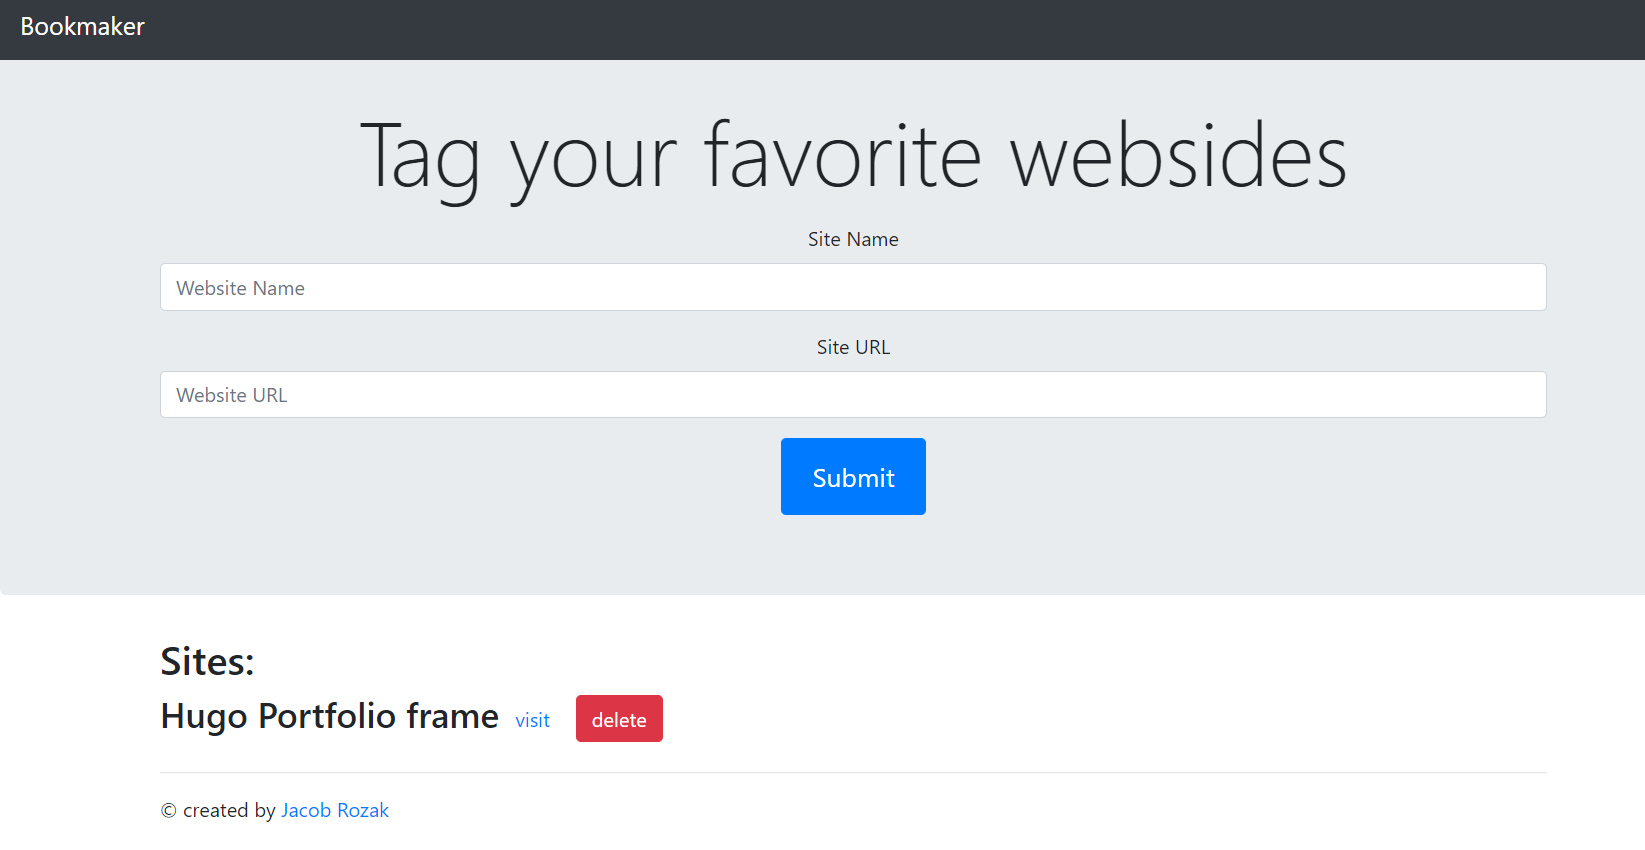 Bookmaker
Tag your favorite websides
Site Name
Website Name
Site URL
Website URL
Submit
Sites:
Hugo Portfolio frame visit delete
© created by Jacob Rozak